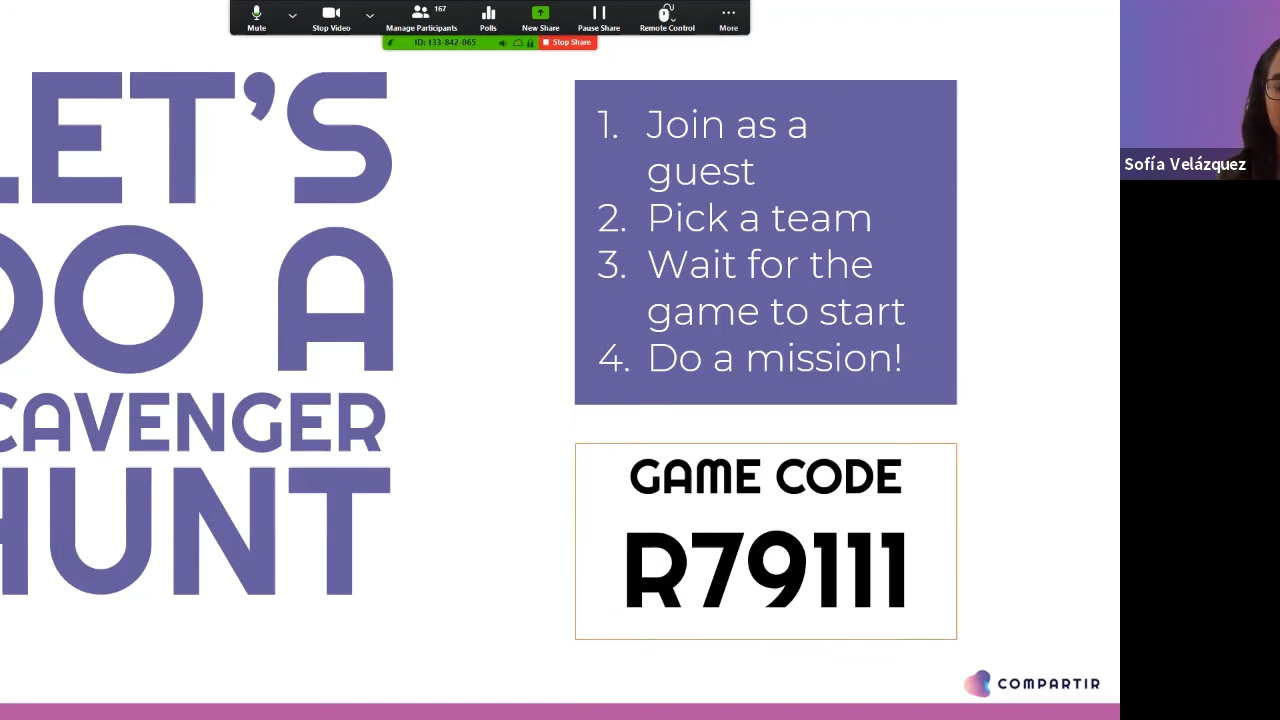 167
Mute
Stop Video
Manage Participants
Polls
New Share
Pause Share
Remote Control
More
ID: 133-842-065
Stop Share
LET'S
DO A
CAVENGER
HUNT
1. Join as a
guest
2. Pick a team
3. Wait for the
game to start
4. Do a mission!
GAME CODE
R79111
Sofía Velázquez
COMPARTIR